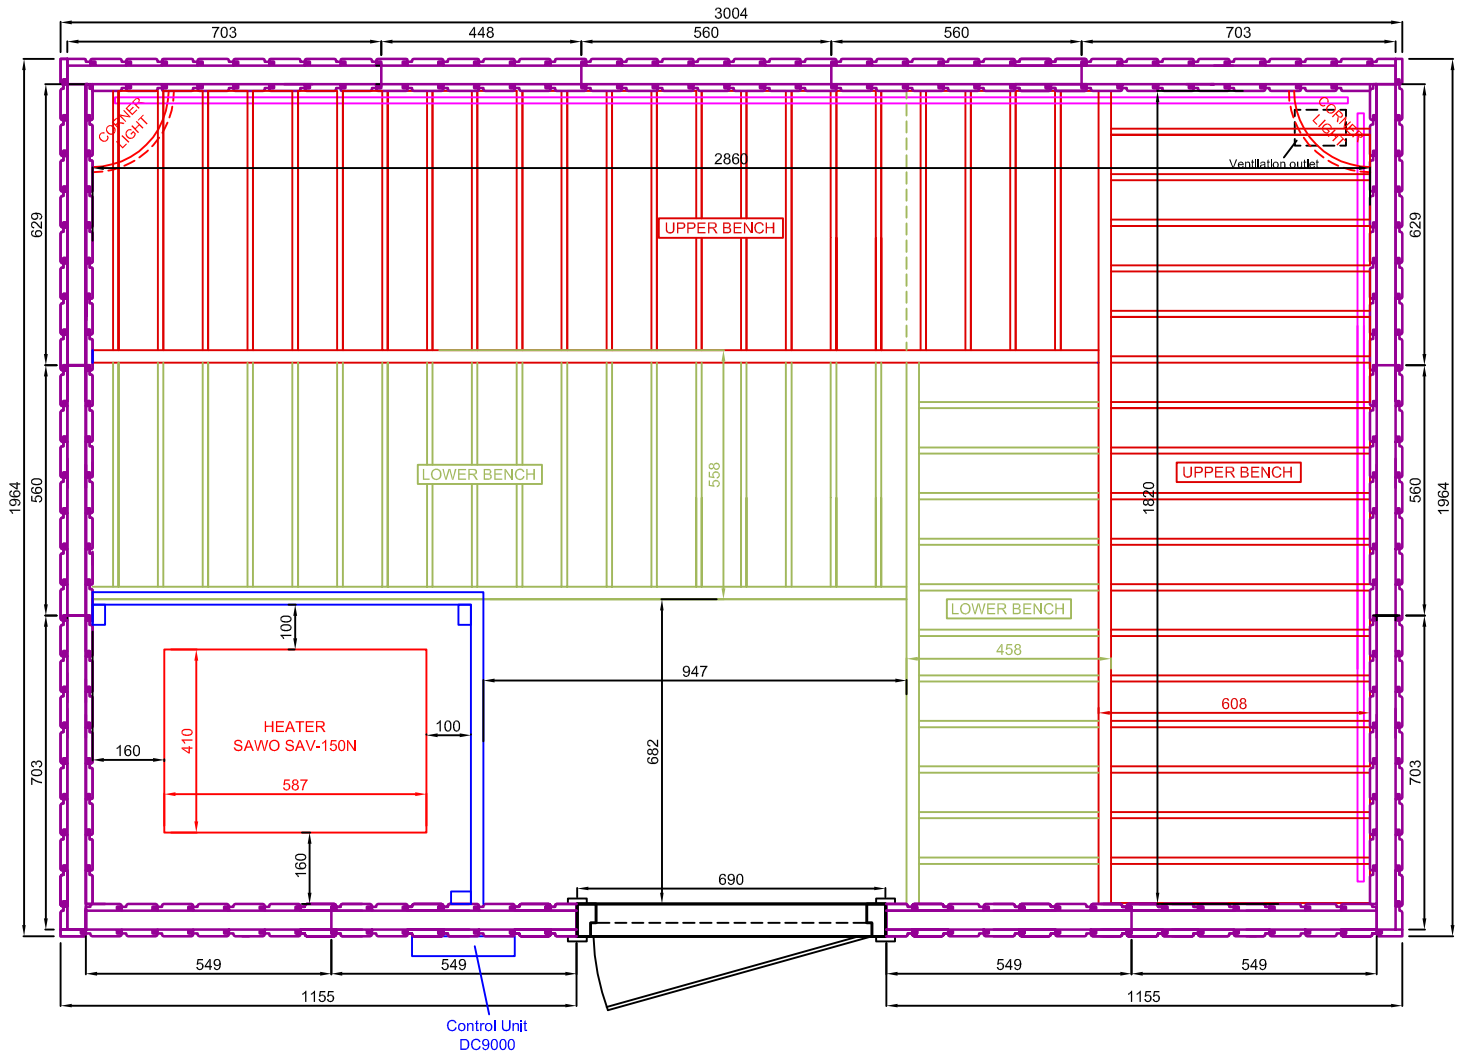 3004
703 448 560 560 703
CORNER
LIGHT
CORNER
LIGHT
Ventilation outlet
2860
629
629
UPPER BENCH
LOWER BENCH
558
UPPER BENCH
1964
560
1820
560
1964
LOWER BENCH
100
458
947
608
HEATER
SAWO SAV-150N
410
100
160
682
587
703
703
160
690
549 549 549 549
1155 1155
Control Unit
DC9000